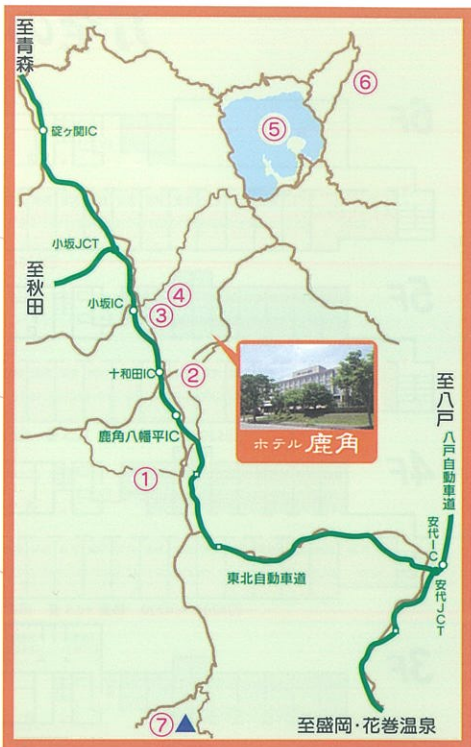 至青森
⑥
⑤
碇ヶ関IC
小坂JCT
至秋田
④
小坂IC
③
十和田IC
②
至八戸
八戸自動車道
鹿角八幡平IC
ホテル 鹿角
①
安代IC
安代JCT
東北自動車道
⑦
至盛岡・花巻温泉